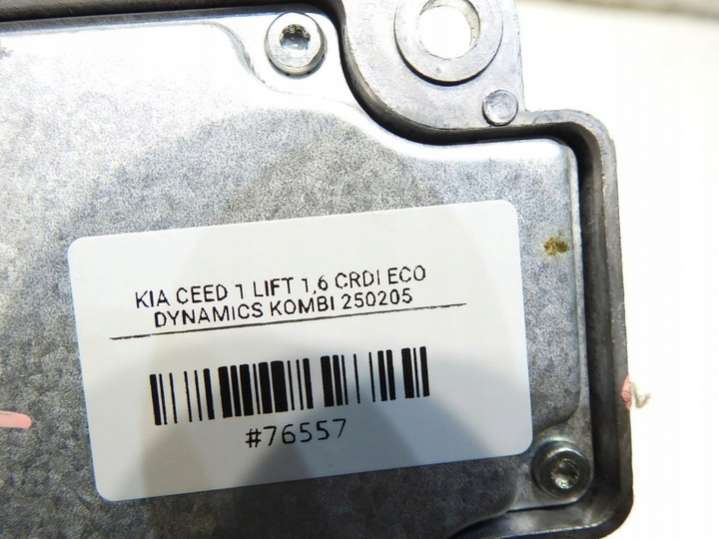 KIA CEED 1 LIFT 1,6 CRDI ECO
DYNAMICS KOMBI 250205
#76557